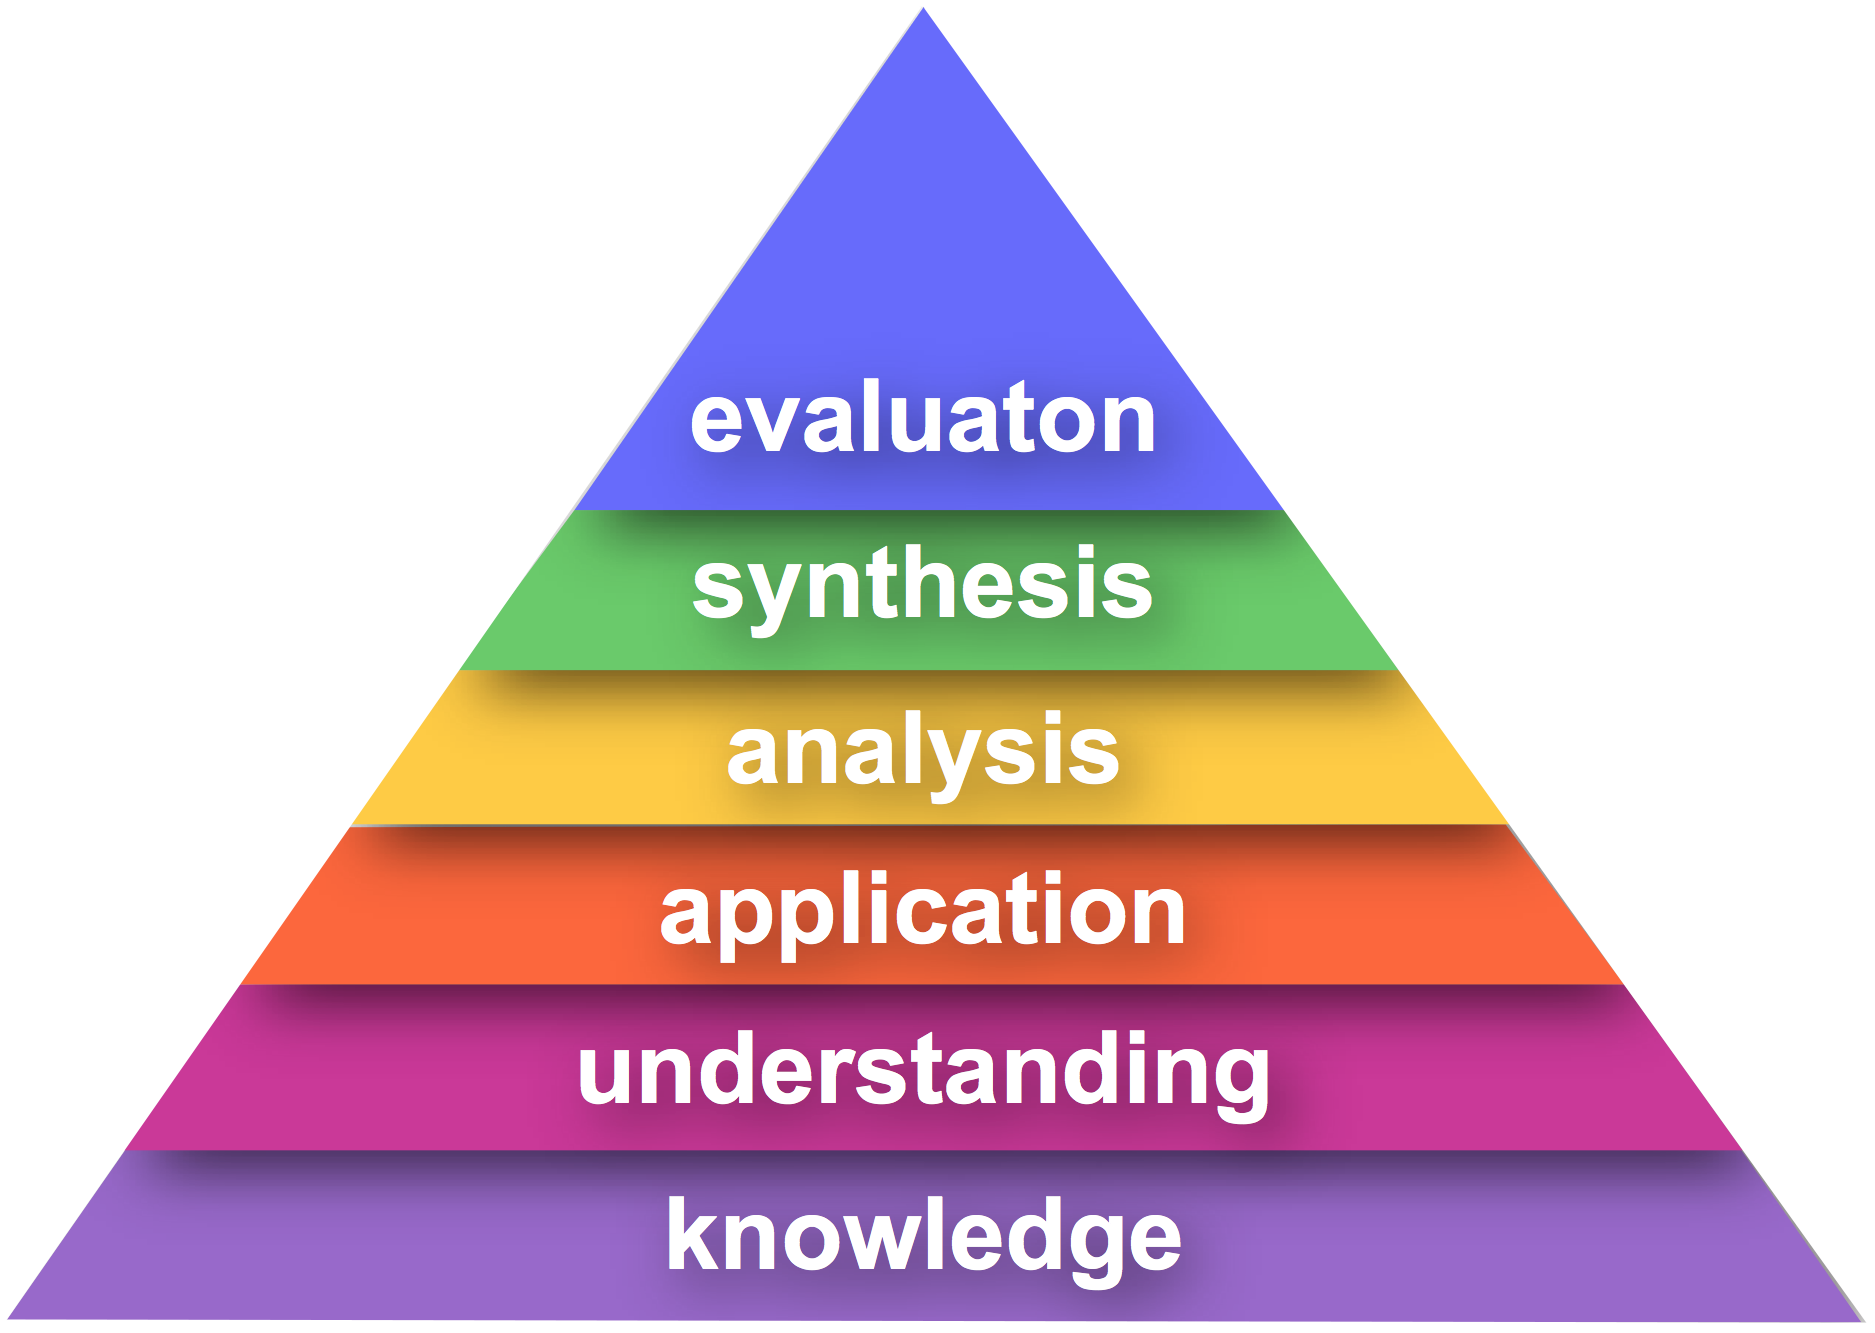 evaluaton
synthesis
analysis
application
understanding
knowledge